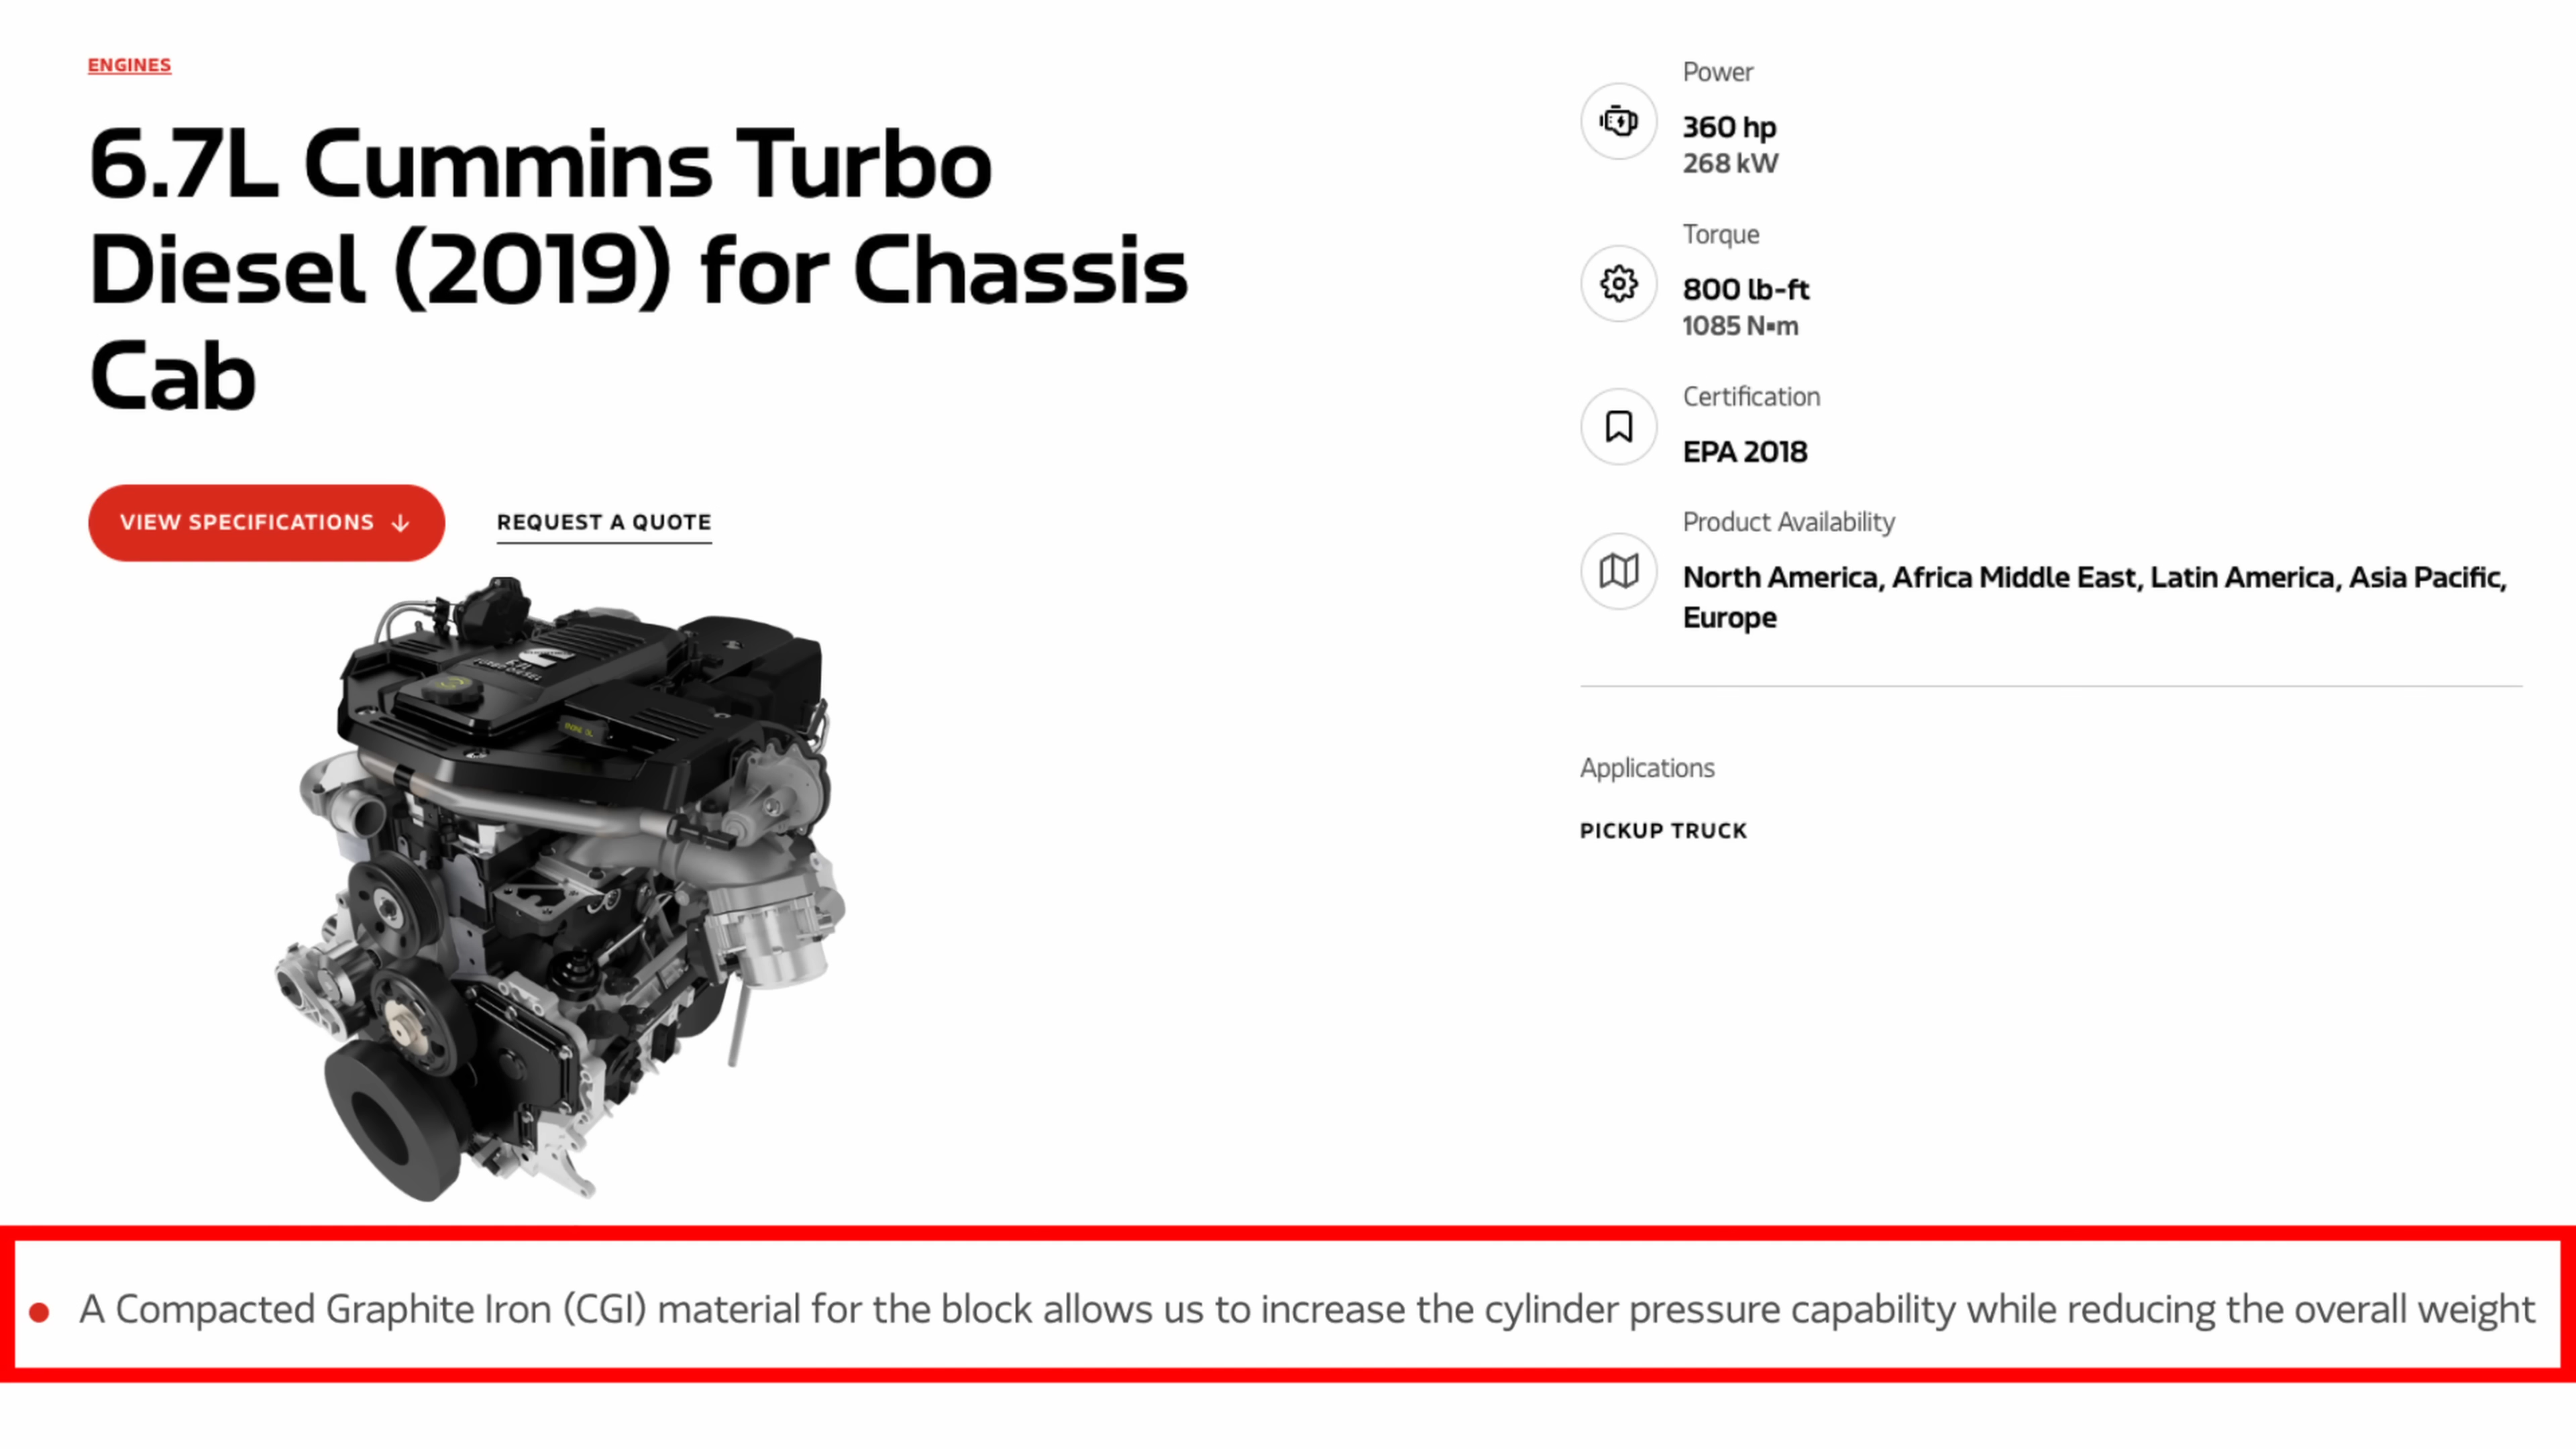 ENGINES
6.7L Cummins Turbo
Diesel (2019) for Chassis
Cab
VIEW SPECIFICATIONS ↓
REQUEST A QUOTE
Power
360 hp
268 kW
Torque
800 lb-ft
1085 N▪m
Certification
EPA 2018
Product Availability
North America, Africa Middle East, Latin America, Asia Pacific,
Europe
Applications
PICKUP TRUCK
• A Compacted Graphite Iron (CGI) material for the block allows us to increase the cylinder pressure capability while reducing the overall weight